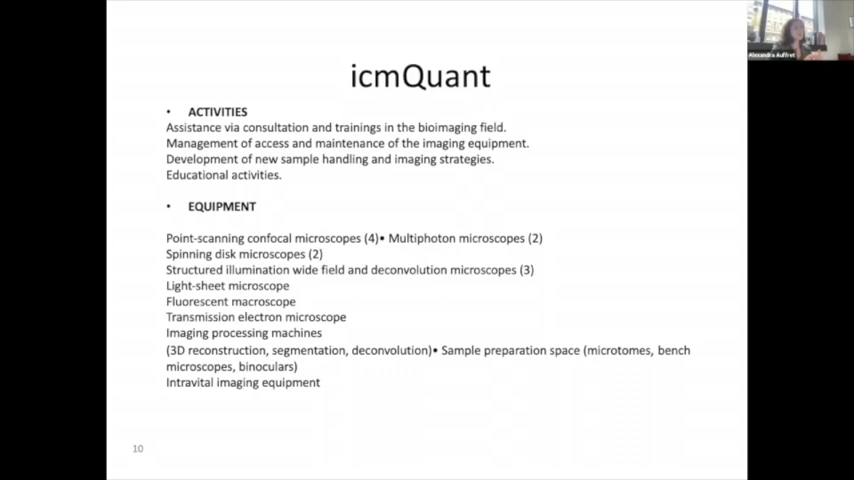 icmQuant
• ACTIVITIES
Assistance via consultation and trainings in the bioimaging field.
Management of access and maintenance of the imaging equipment.
Development of new sample handling and imaging strategies.
Educational activities.
• EQUIPMENT
Point-scanning confocal microscopes (4)• Multiphoton microscopes (2)
Spinning disk microscopes (2)
Structured illumination wide field and deconvolution microscopes (3)
Light-sheet microscope
Fluorescent macroscope
Transmission electron microscope
Imaging processing machines
(3D reconstruction, segmentation, deconvolution)• Sample preparation space (microtomes, bench
microscopes, binoculars)
Intravital imaging equipment
10
Alexandra Auffret